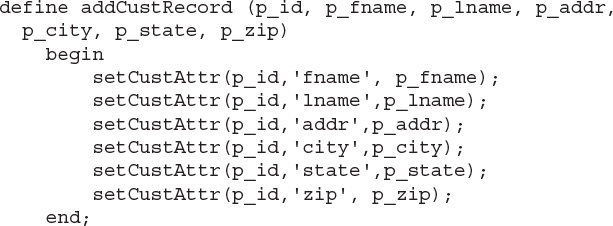 define addCustRecord (p_id, p_fname, p_lname, p_addr,
p_city, p_state, p_zip)
begin
setCustAttr(p_id,'fname', p_fname);
setCustAttr(p_id,'lname',p_lname);
setCustAttr(p_id,'addr',p_addr);
setCustAttr(p_id,'city',p_city);
setCustAttr(p_id,'state',p_state);
setCustAttr(p_id,'zip', p_zip);
end;